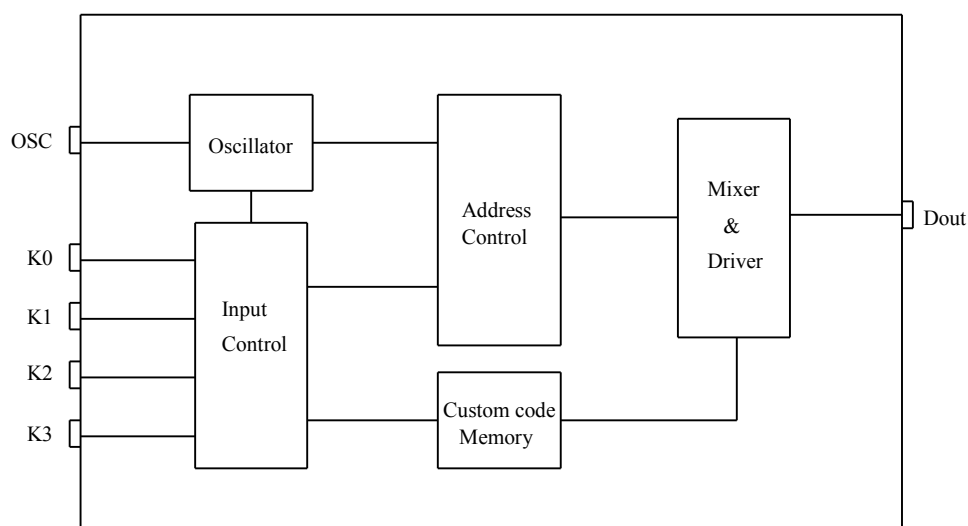 OSC
K0
K1
K2
K3
Oscillator
Input
Control
Address
Control
Custom code
Memory
Mixer
&
Driver
Dout